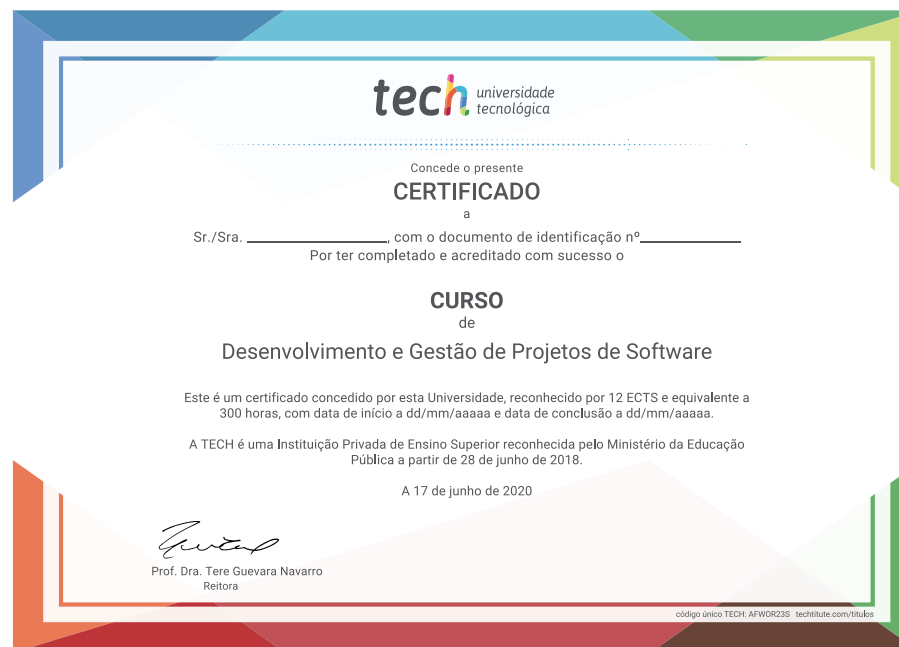 tech universidade
tecnológica
Concede o presente
CERTIFICADO
a
Sr./Sra. ____________, com o documento de identificação nº____________
Por ter completado e acreditado com sucesso o
CURSO
de
Desenvolvimento e Gestão de Projetos de Software
Este é um certificado concedido por esta Universidade, reconhecido por 12 ECTS e equivalente a
300 horas, com data de início a dd/mm/aaaaa e data de conclusão a dd/mm/aaaaa.
A TECH é uma Instituição Privada de Ensino Superior reconhecida pelo Ministério da Educação
Pública a partir de 28 de junho de 2018.
A 17 de junho de 2020
Prof. Dra. Tere Guevara Navarro
Reitora
código único TECH: AFWOR23S techtitute.com/titulos